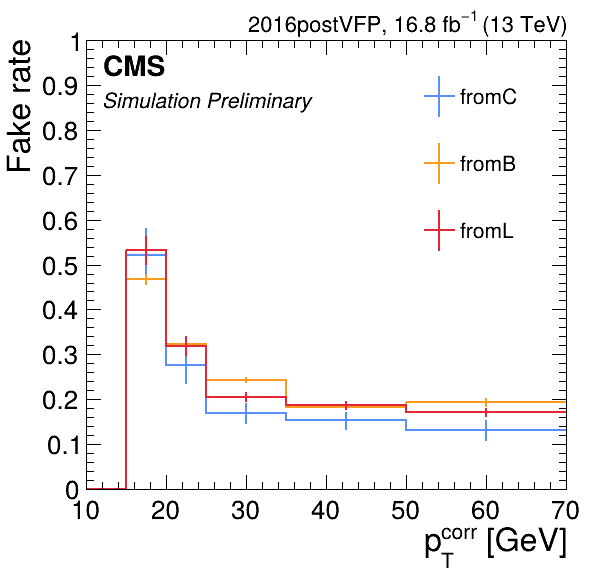 2016postVFP, 16.8 fb⁻¹ (13 TeV)
CMS
Simulation Preliminary
fromC
fromB
fromL
Fake rate
1
0.9
0.8
0.7
0.6
0.5
0.4
0.3
0.2
0.1
0
10 20 30 40 50 60 70
p_T^corr [GeV]